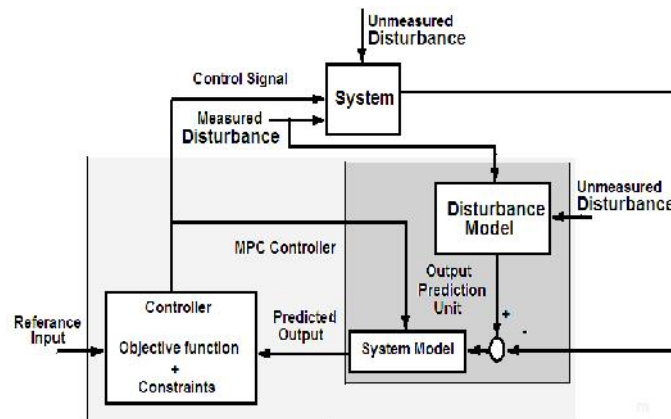 Unmeasured
Disturbance
Control Signal
System
Measured
Disturbance
Unmeasured
Disturbance
Disturbance
Model
MPC Controller
Output
Prediction
Unit
Controller
Objective function
+
Constraints
Predicted
Output
Referance
Input
System Model
+
-